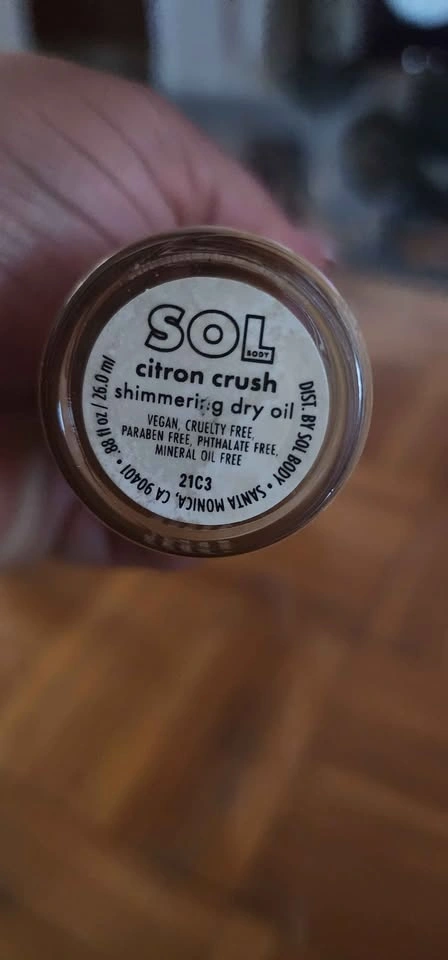 SOL
BODY
citron crush
shimmering dry oil
VEGAN, CRUELTY FREE,
PARABEN FREE, PHTHALATE FREE,
MINERAL OIL FREE
21C3
DIST. BY SOL BODY • SANTA MONICA, CA 90401 • .88 fl oz / 26.0 ml